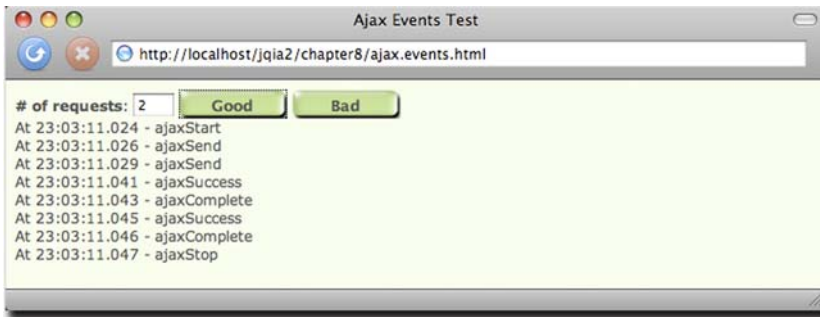 Ajax Events Test
http://localhost/jqia2/chapter8/ajax.events.html
# of requests: 2 Good Bad
At 23:03:11.024 - ajaxStart
At 23:03:11.026 - ajaxSend
At 23:03:11.029 - ajaxSend
At 23:03:11.041 - ajaxSuccess
At 23:03:11.043 - ajaxComplete
At 23:03:11.045 - ajaxSuccess
At 23:03:11.046 - ajaxComplete
At 23:03:11.047 - ajaxStop